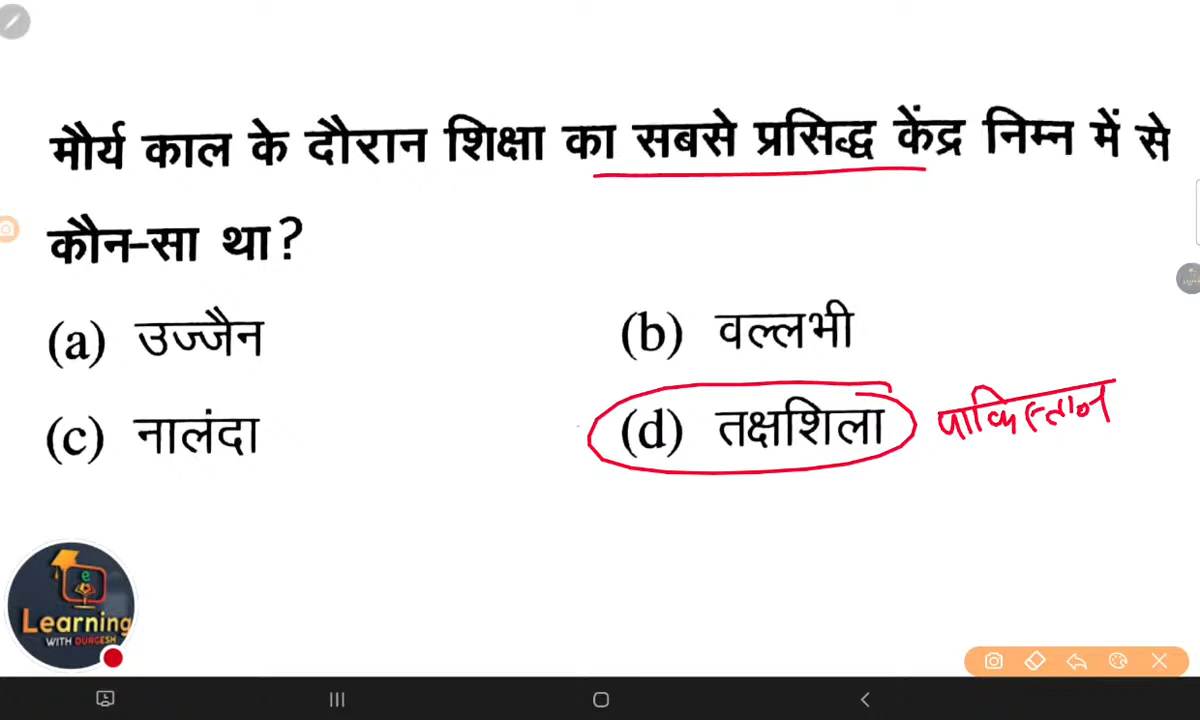 मौर्य काल के दौरान शिक्षा का सबसे प्रसिद्ध केंद्र निम्न में से
कौन-सा था?
(a) उज्जैन
(b) वल्लभी
(c) नालंदा
(d) तक्षशिला पाकिस्तान
e
Learning
WITH DURGESH